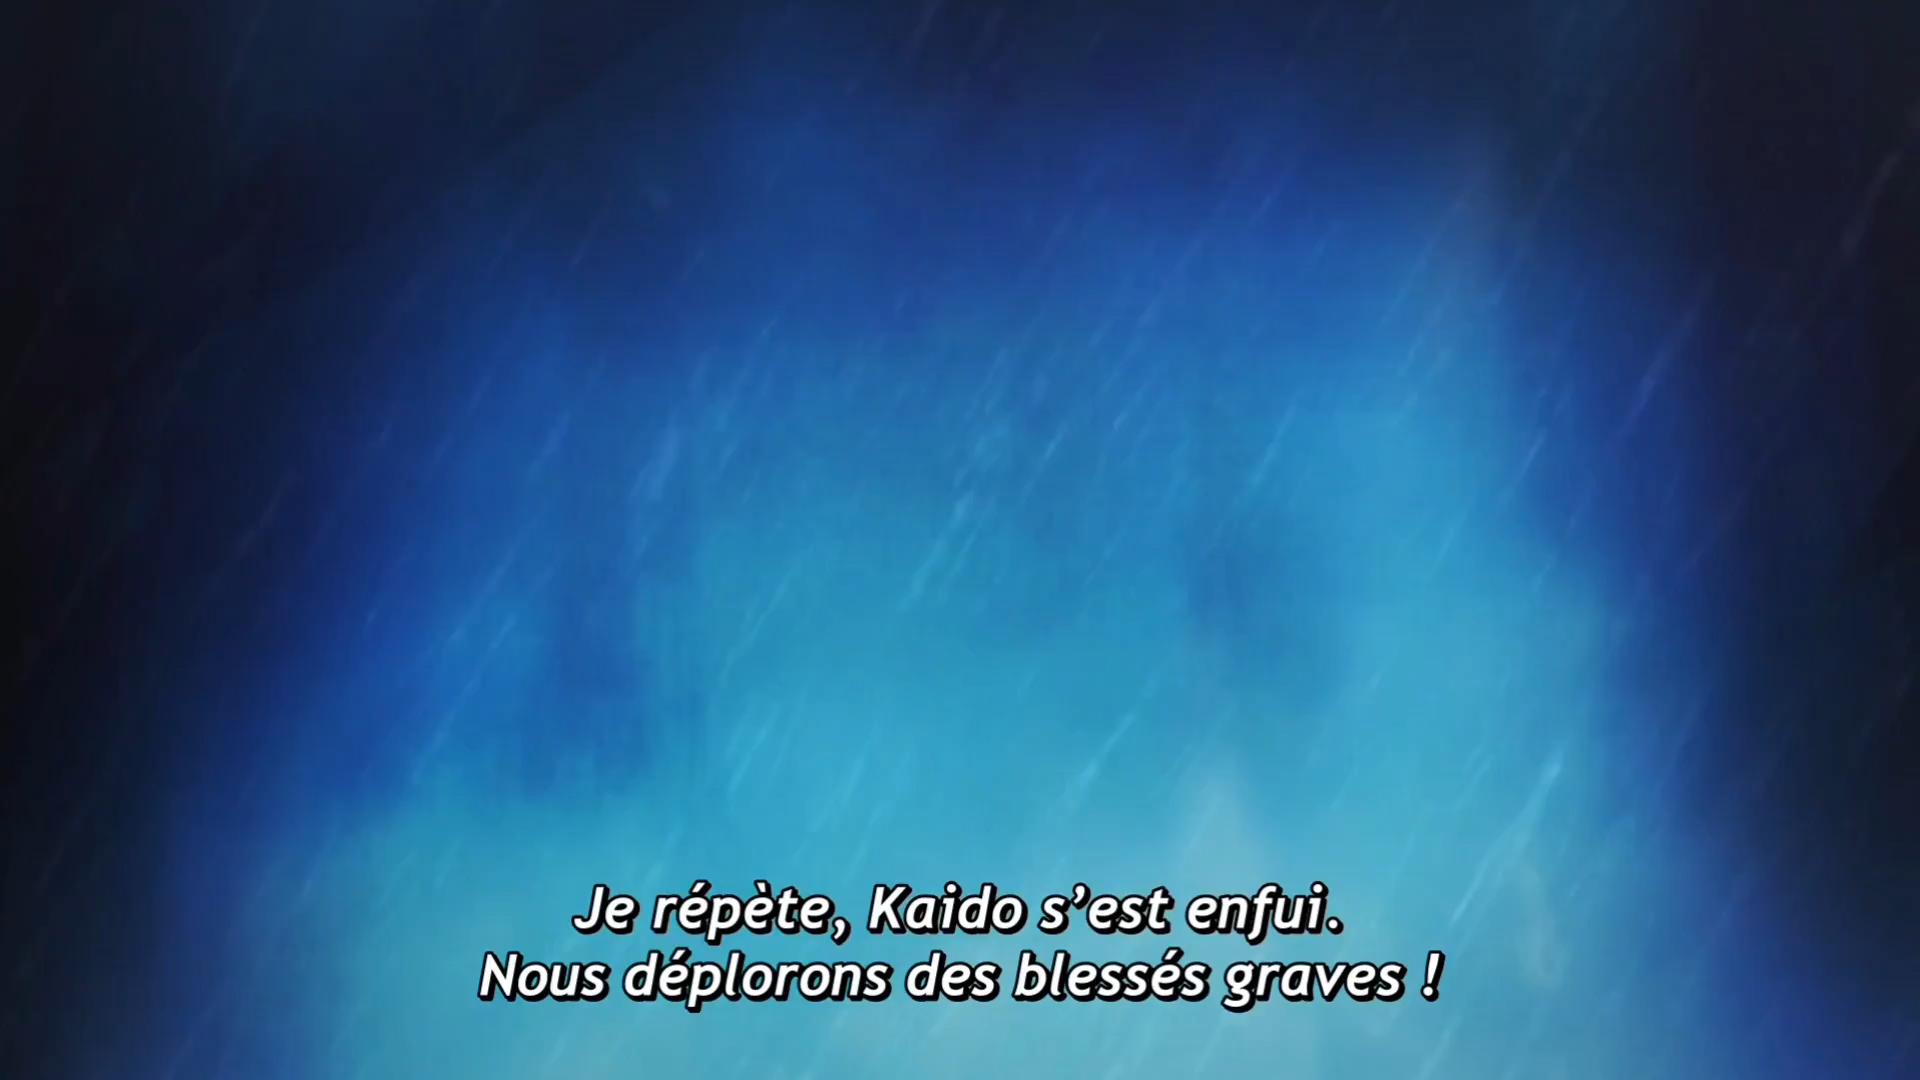 Je répète, Kaido s’est enfui.
Nous déplorons des blessés graves !